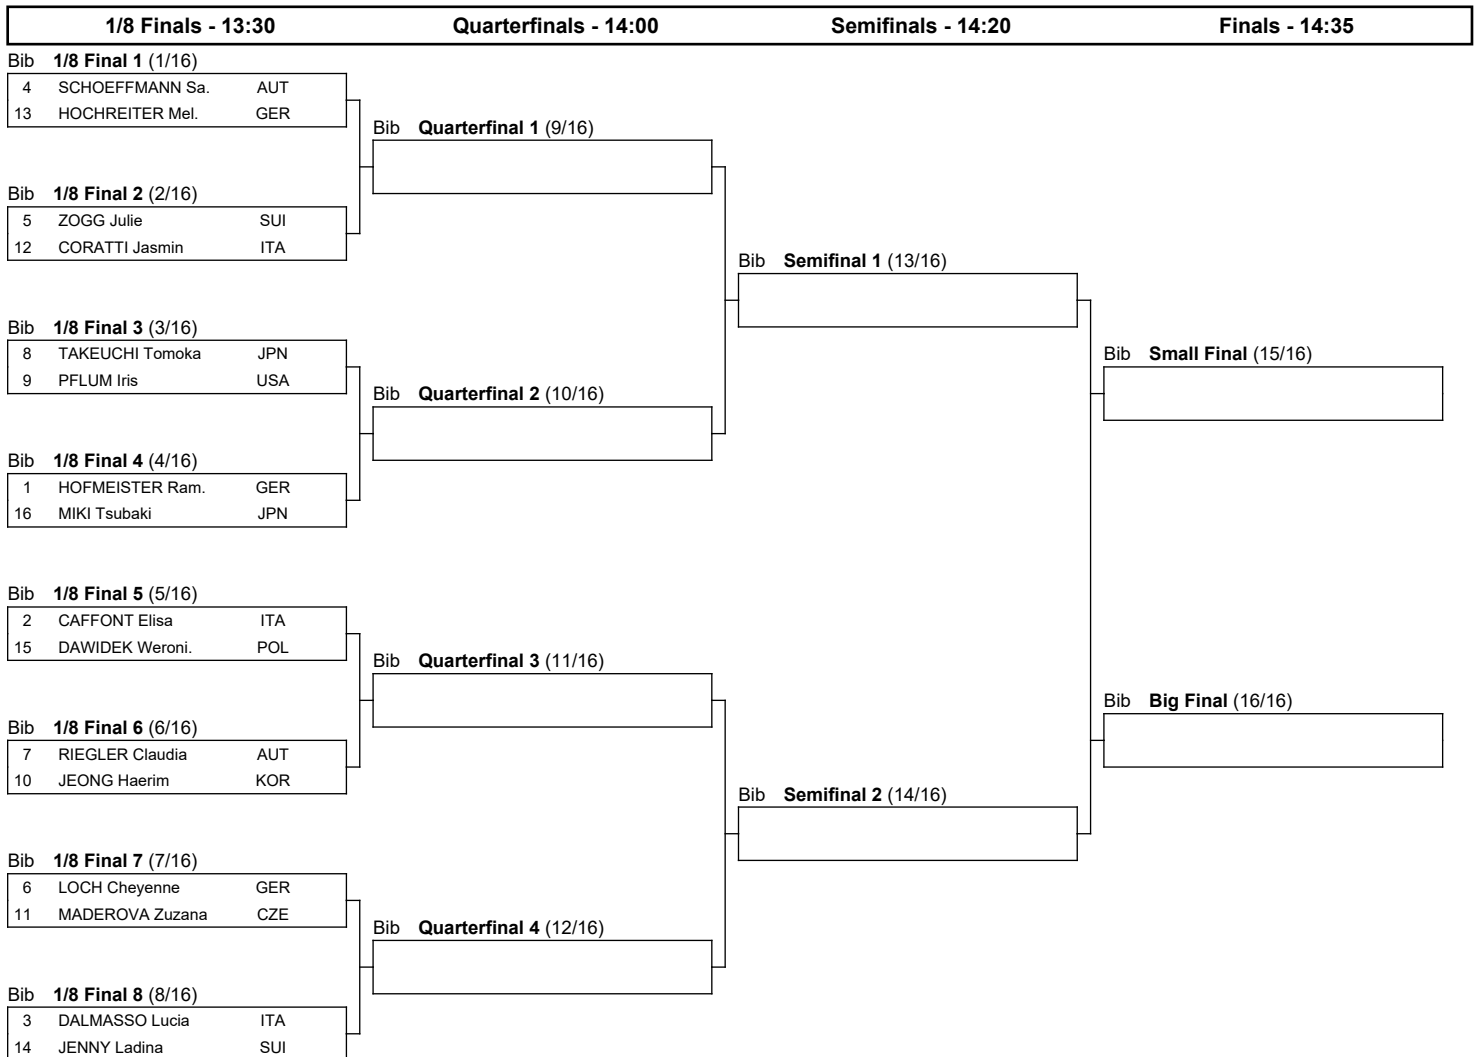 1/8 Finals - 13:30 Quarterfinals - 14:00 Semifinals - 14:20 Finals - 14:35
Bib 1/8 Final 1 (1/16)
4 SCHOEFFMANN Sa. AUT
13 HOCHREITER Mel. GER
Bib 1/8 Final 2 (2/16)
5 ZOGG Julie SUI
12 CORATTI Jasmin ITA
Bib 1/8 Final 3 (3/16)
8 TAKEUCHI Tomoka JPN
9 PFLUM Iris USA
Bib 1/8 Final 4 (4/16)
1 HOFMEISTER Ram. GER
16 MIKI Tsubaki JPN
Bib 1/8 Final 5 (5/16)
2 CAFFONT Elisa ITA
15 DAWIDEK Weroni. POL
Bib 1/8 Final 6 (6/16)
7 RIEGLER Claudia AUT
10 JEONG Haerim KOR
Bib 1/8 Final 7 (7/16)
6 LOCH Cheyenne GER
11 MADEROVA Zuzana CZE
Bib 1/8 Final 8 (8/16)
3 DALMASSO Lucia ITA
14 JENNY Ladina SUI
Bib Quarterfinal 1 (9/16)
Bib Quarterfinal 2 (10/16)
Bib Quarterfinal 3 (11/16)
Bib Quarterfinal 4 (12/16)
Bib Semifinal 1 (13/16)
Bib Semifinal 2 (14/16)
Bib Small Final (15/16)
Bib Big Final (16/16)